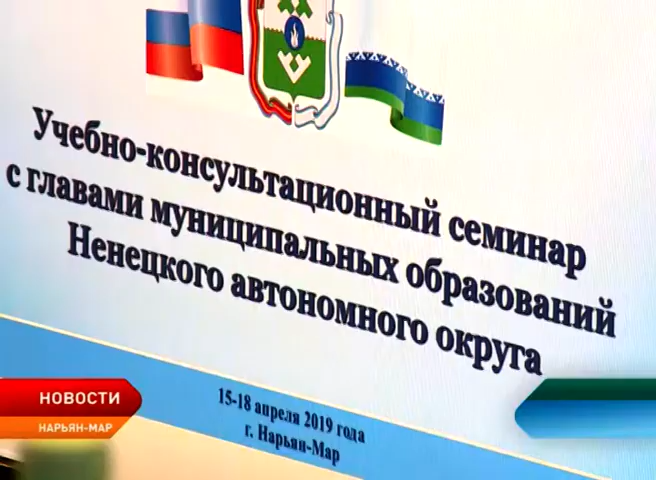 Учебно-консультационный семинар
с главами муниципальных образований
Ненецкого автономного округа
15-18 апреля 2019 года
г. Нарьян-Мар
НОВОСТИ
НАРЬЯН-МАР